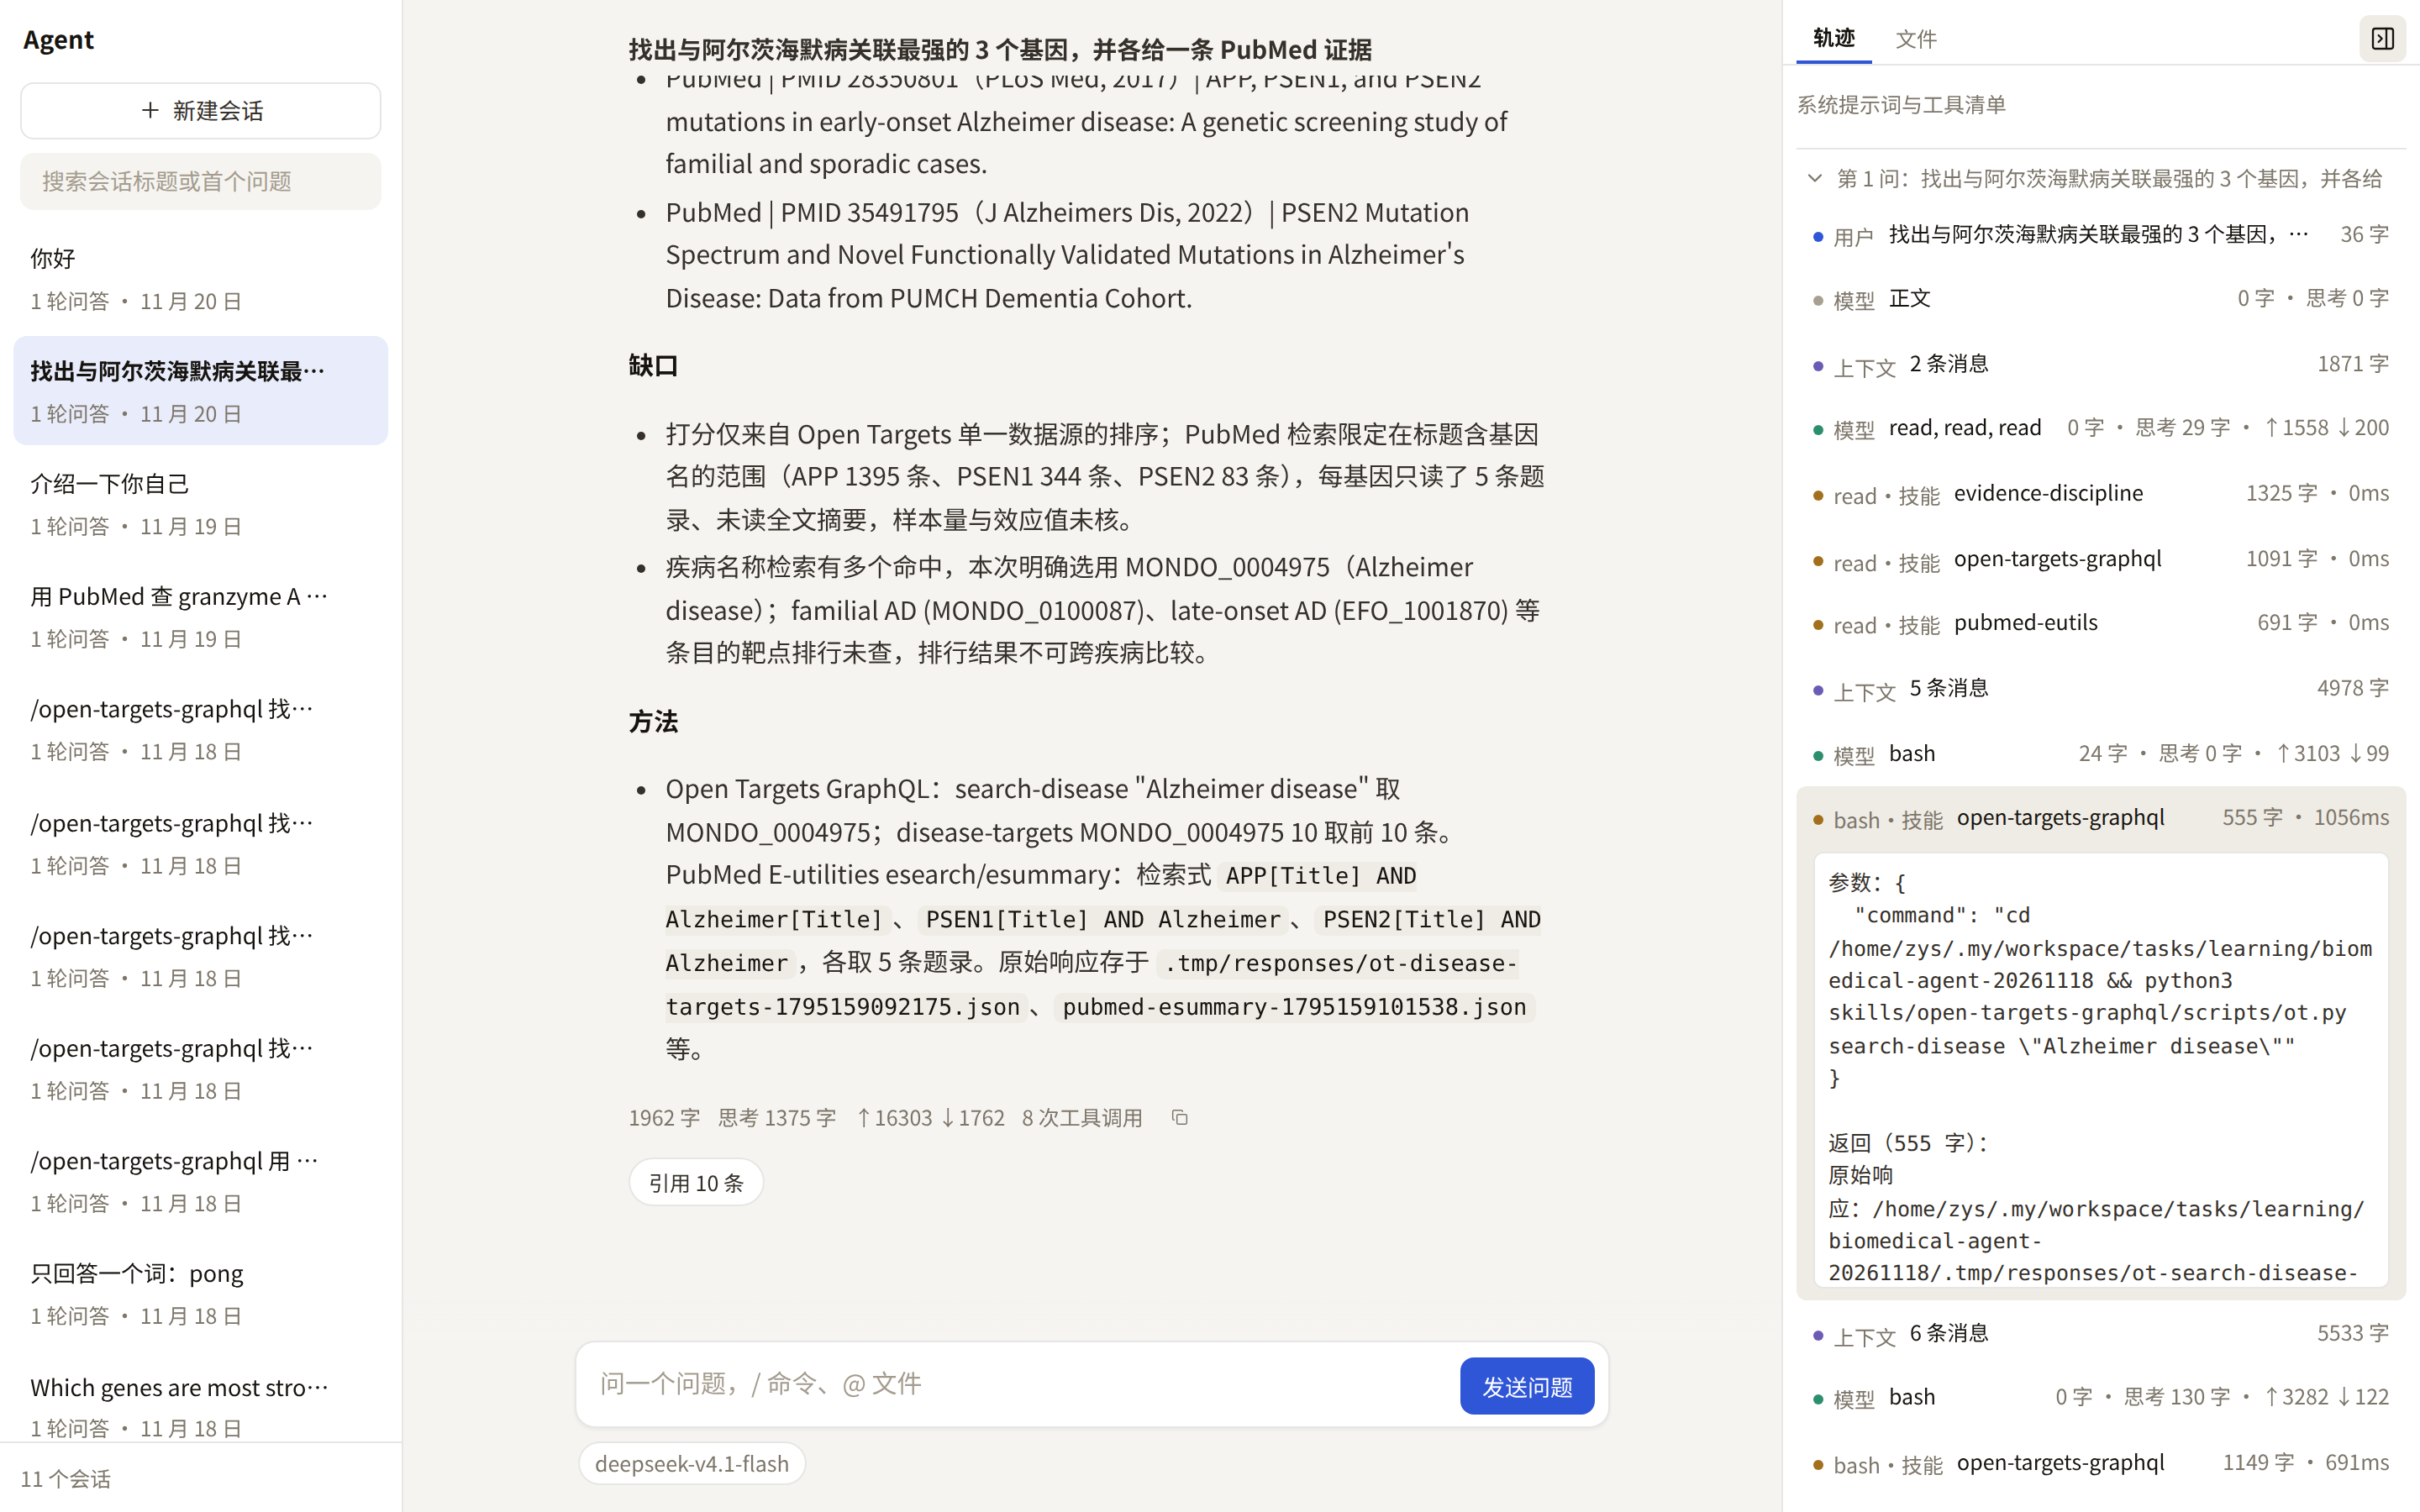 Agent
新建会话
搜索会话标题或首个问题
你好
1 轮问答 · 11 月 20 日
找出与阿尔茨海默病关联最…
1 轮问答 · 11 月 20 日
介绍一下你自己
1 轮问答 · 11 月 19 日
用 PubMed 查 granzyme A …
1 轮问答 · 11 月 19 日
/open-targets-graphql 找…
1 轮问答 · 11 月 18 日
/open-targets-graphql 找…
1 轮问答 · 11 月 18 日
/open-targets-graphql 找…
1 轮问答 · 11 月 18 日
/open-targets-graphql 找…
1 轮问答 · 11 月 18 日
/open-targets-graphql 用 …
1 轮问答 · 11 月 18 日
只回答一个词：pong
1 轮问答 · 11 月 18 日
Which genes are most stro…
1 轮问答 · 11 月 18 日
11 个会话
找出与阿尔茨海默病关联最强的 3 个基因，并各给一条 PubMed 证据
PubMed | PMID 28350801（PLoS Med, 2017）| APP, PSEN1, and PSEN2
mutations in early-onset Alzheimer disease: A genetic screening study of
familial and sporadic cases.
PubMed | PMID 35491795（J Alzheimers Dis, 2022）| PSEN2 Mutation
Spectrum and Novel Functionally Validated Mutations in Alzheimer's
Disease: Data from PUMCH Dementia Cohort.
缺口
打分仅来自 Open Targets 单一数据源的排序；PubMed 检索限定在标题含基因
名的范围（APP 1395 条、PSEN1 344 条、PSEN2 83 条），每基因只读了 5 条题
录、未读全文摘要，样本量与效应值未核。
疾病名称检索有多个命中，本次明确选用 MONDO_0004975（Alzheimer
disease）；familial AD (MONDO_0100087)、late-onset AD (EFO_1001870) 等
条目的靶点排行未查，排行结果不可跨疾病比较。
方法
Open Targets GraphQL：search-disease "Alzheimer disease" 取
MONDO_0004975；disease-targets MONDO_0004975 10 取前 10 条。
PubMed E-utilities esearch/esummary：检索式 APP[Title] AND
Alzheimer[Title]、PSEN1[Title] AND Alzheimer、PSEN2[Title] AND
Alzheimer，各取 5 条题录。原始响应存于 .tmp/responses/ot-disease-
targets-1795159092175.json、pubmed-esummary-1795159101538.json
等。
1962 字 思考 1375 字 ↑16303 ↓1762 8 次工具调用
引用 10 条
问一个问题，/ 命令、@ 文件
发送问题
deepseek-v4.1-flash
轨迹 文件
系统提示词与工具清单
第 1 问：找出与阿尔茨海默病关联最强的 3 个基因，并各给
用户 找出与阿尔茨海默病关联最强的 3 个基因，… 36 字
模型 正文 0 字 · 思考 0 字
上下文 2 条消息 1871 字
模型 read, read, read 0 字 · 思考 29 字 · ↑1558 ↓200
read · 技能 evidence-discipline 1325 字 · 0ms
read · 技能 open-targets-graphql 1091 字 · 0ms
read · 技能 pubmed-eutils 691 字 · 0ms
上下文 5 条消息 4978 字
模型 bash 24 字 · 思考 0 字 · ↑3103 ↓99
bash · 技能 open-targets-graphql 555 字 · 1056ms
参数：{
"command": "cd
/home/zys/.my/workspace/tasks/learning/biom
edical-agent-20261118 && python3
skills/open-targets-graphql/scripts/ot.py
search-disease \"Alzheimer disease\""
}
返回（555 字）：
原始响
应：/home/zys/.my/workspace/tasks/learning/
biomedical-agent-
20261118/.tmp/responses/ot-search-disease-
上下文 6 条消息 5533 字
模型 bash 0 字 · 思考 130 字 · ↑3282 ↓122
bash · 技能 open-targets-graphql 1149 字 · 691ms